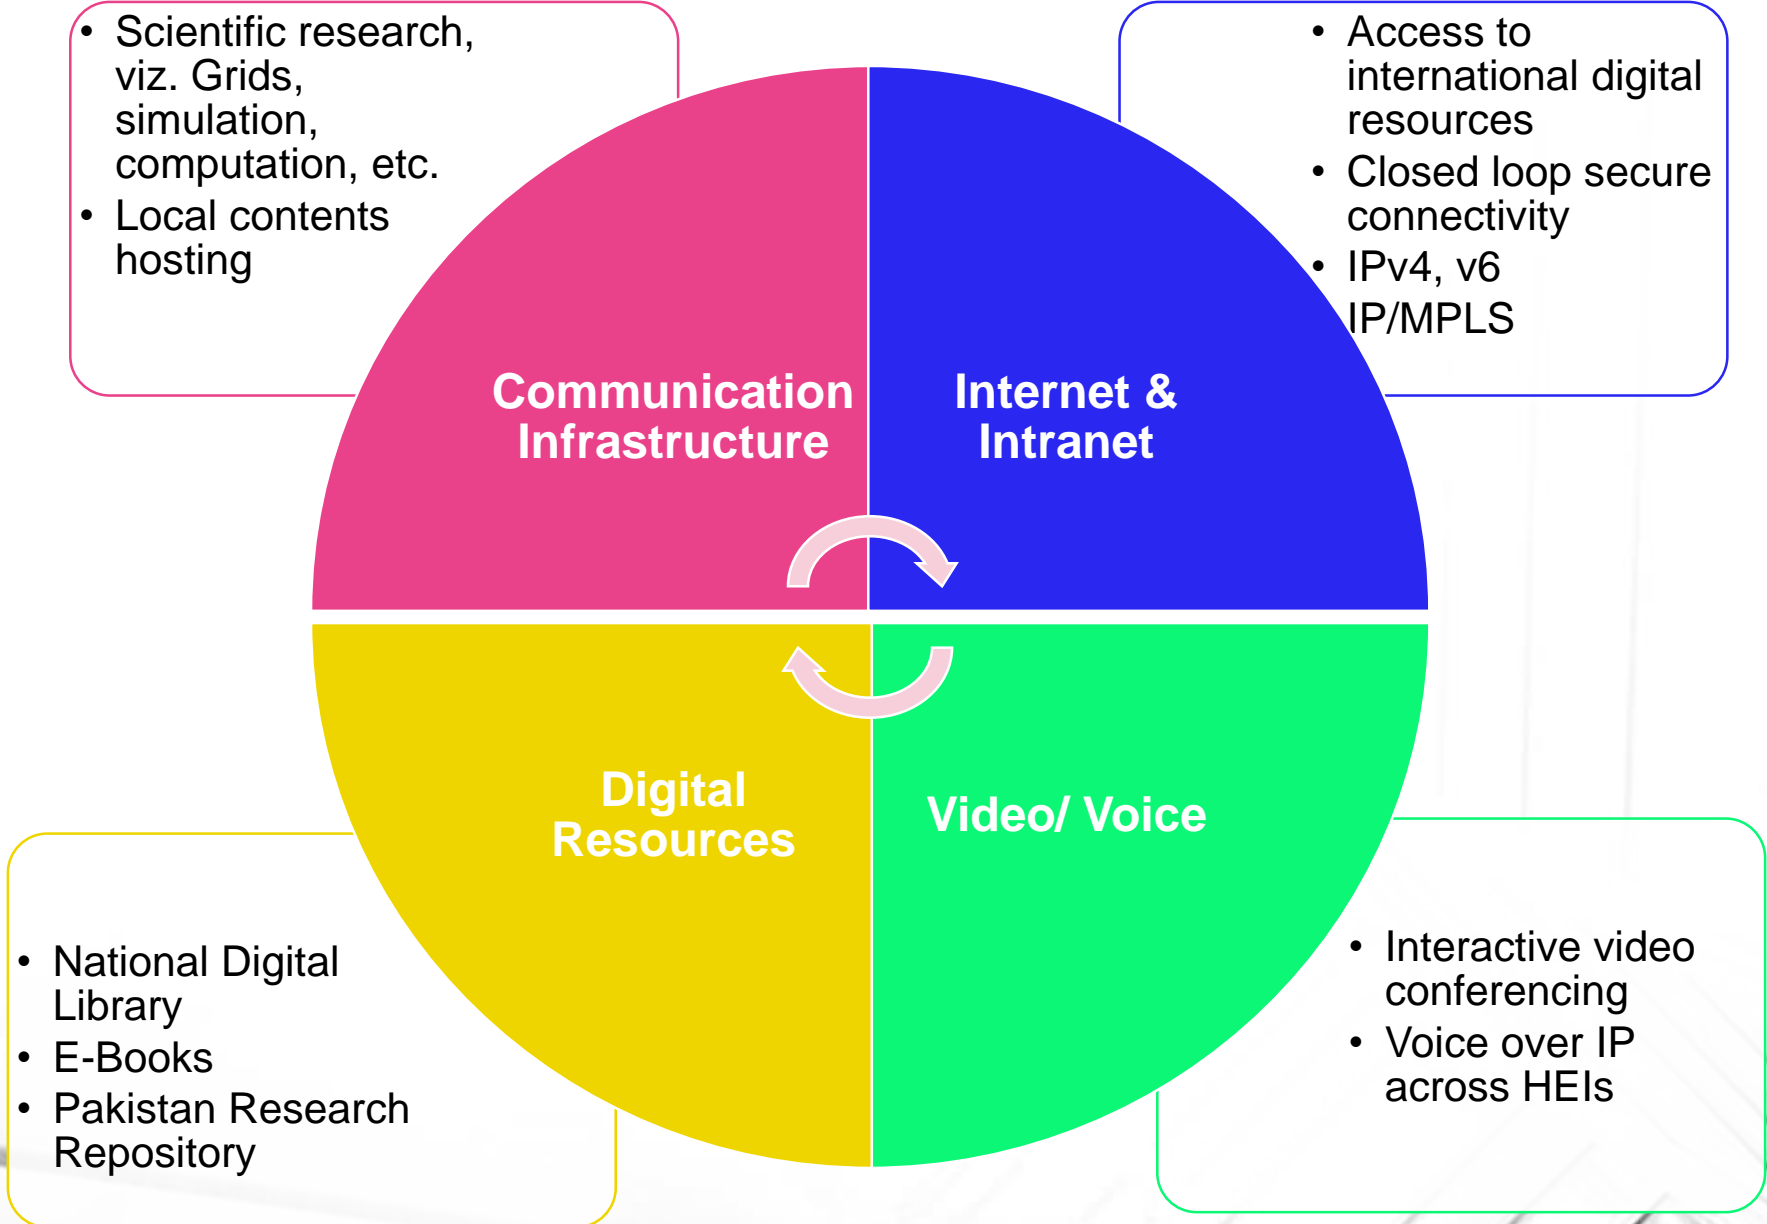 • Scientific research,
viz. Grids,
simulation,
computation, etc.
• Local contents
hosting
• Access to
international digital
resources
• Closed loop secure
connectivity
• IPv4, v6
IP/MPLS
Communication
Infrastructure
Internet &
Intranet
Digital
Resources
Video/ Voice
• National Digital
Library
• E-Books
• Pakistan Research
Repository
• Interactive video
conferencing
• Voice over IP
across HEIs